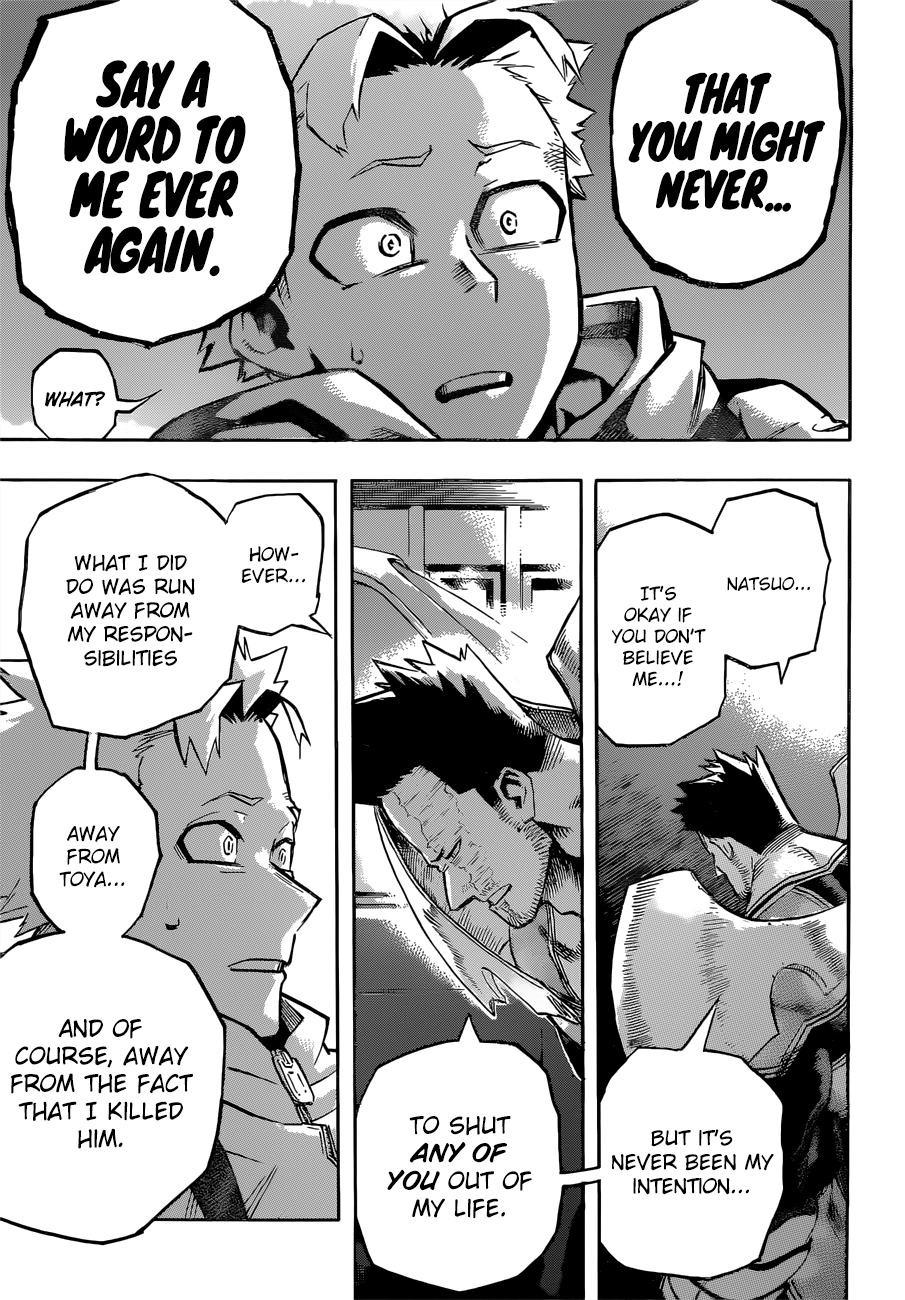 THAT
YOU MIGHT
NEVER...
SAY A
WORD TO
ME EVER
AGAIN.
WHAT?
NATSUO...
IT'S
OKAY IF
YOU DON'T
BELIEVE
ME...!
BUT IT'S
NEVER BEEN MY
INTENTION...
TO SHUT
ANY OF
YOU OUT OF
MY LIFE.
HOW-
EVER...
WHAT I DID
DO WAS RUN
AWAY FROM
MY RESPON-
SIBILITIES
AWAY
FROM
TOYA...
AND OF
COURSE, AWAY
FROM THE FACT
THAT I KILLED
HIM.